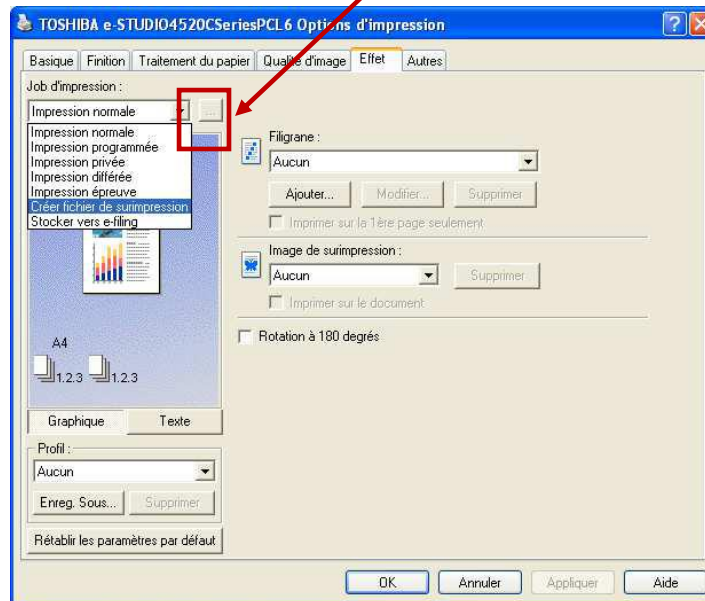 TOSHIBA e-STUDIO4520CSeriesPCL6 Options d'impression
Basique Finition Traitement du papier Qualité d'image Effet Autres
Job d'impression :
Impression normale ...
Impression normale
Impression programmée
Impression privée
Impression différée
Impression épreuve
Créer fichier de surimpression
Stocker vers e-filing
A4
1.2.3 1.2.3
Graphique Texte
Profil :
Aucun
Enreg. Sous... Supprimer
Rétablir les paramètres par défaut
Filigrane :
Aucun
Ajouter... Modifier... Supprimer
Imprimer sur la 1ère page seulement
Image de surimpression :
Aucun Supprimer
Imprimer sur le document
Rotation à 180 degrés
OK Annuler Appliquer Aide